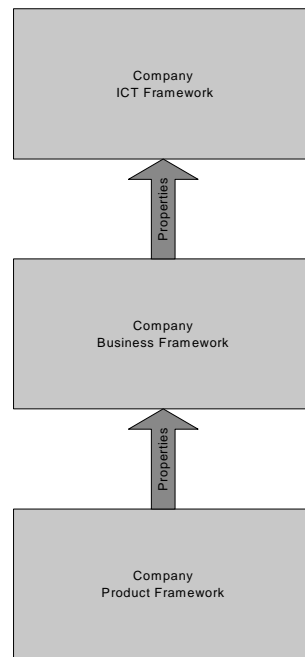 Company
ICT Framework
Properties
Company
Business Framework
Properties
Company
Product Framework